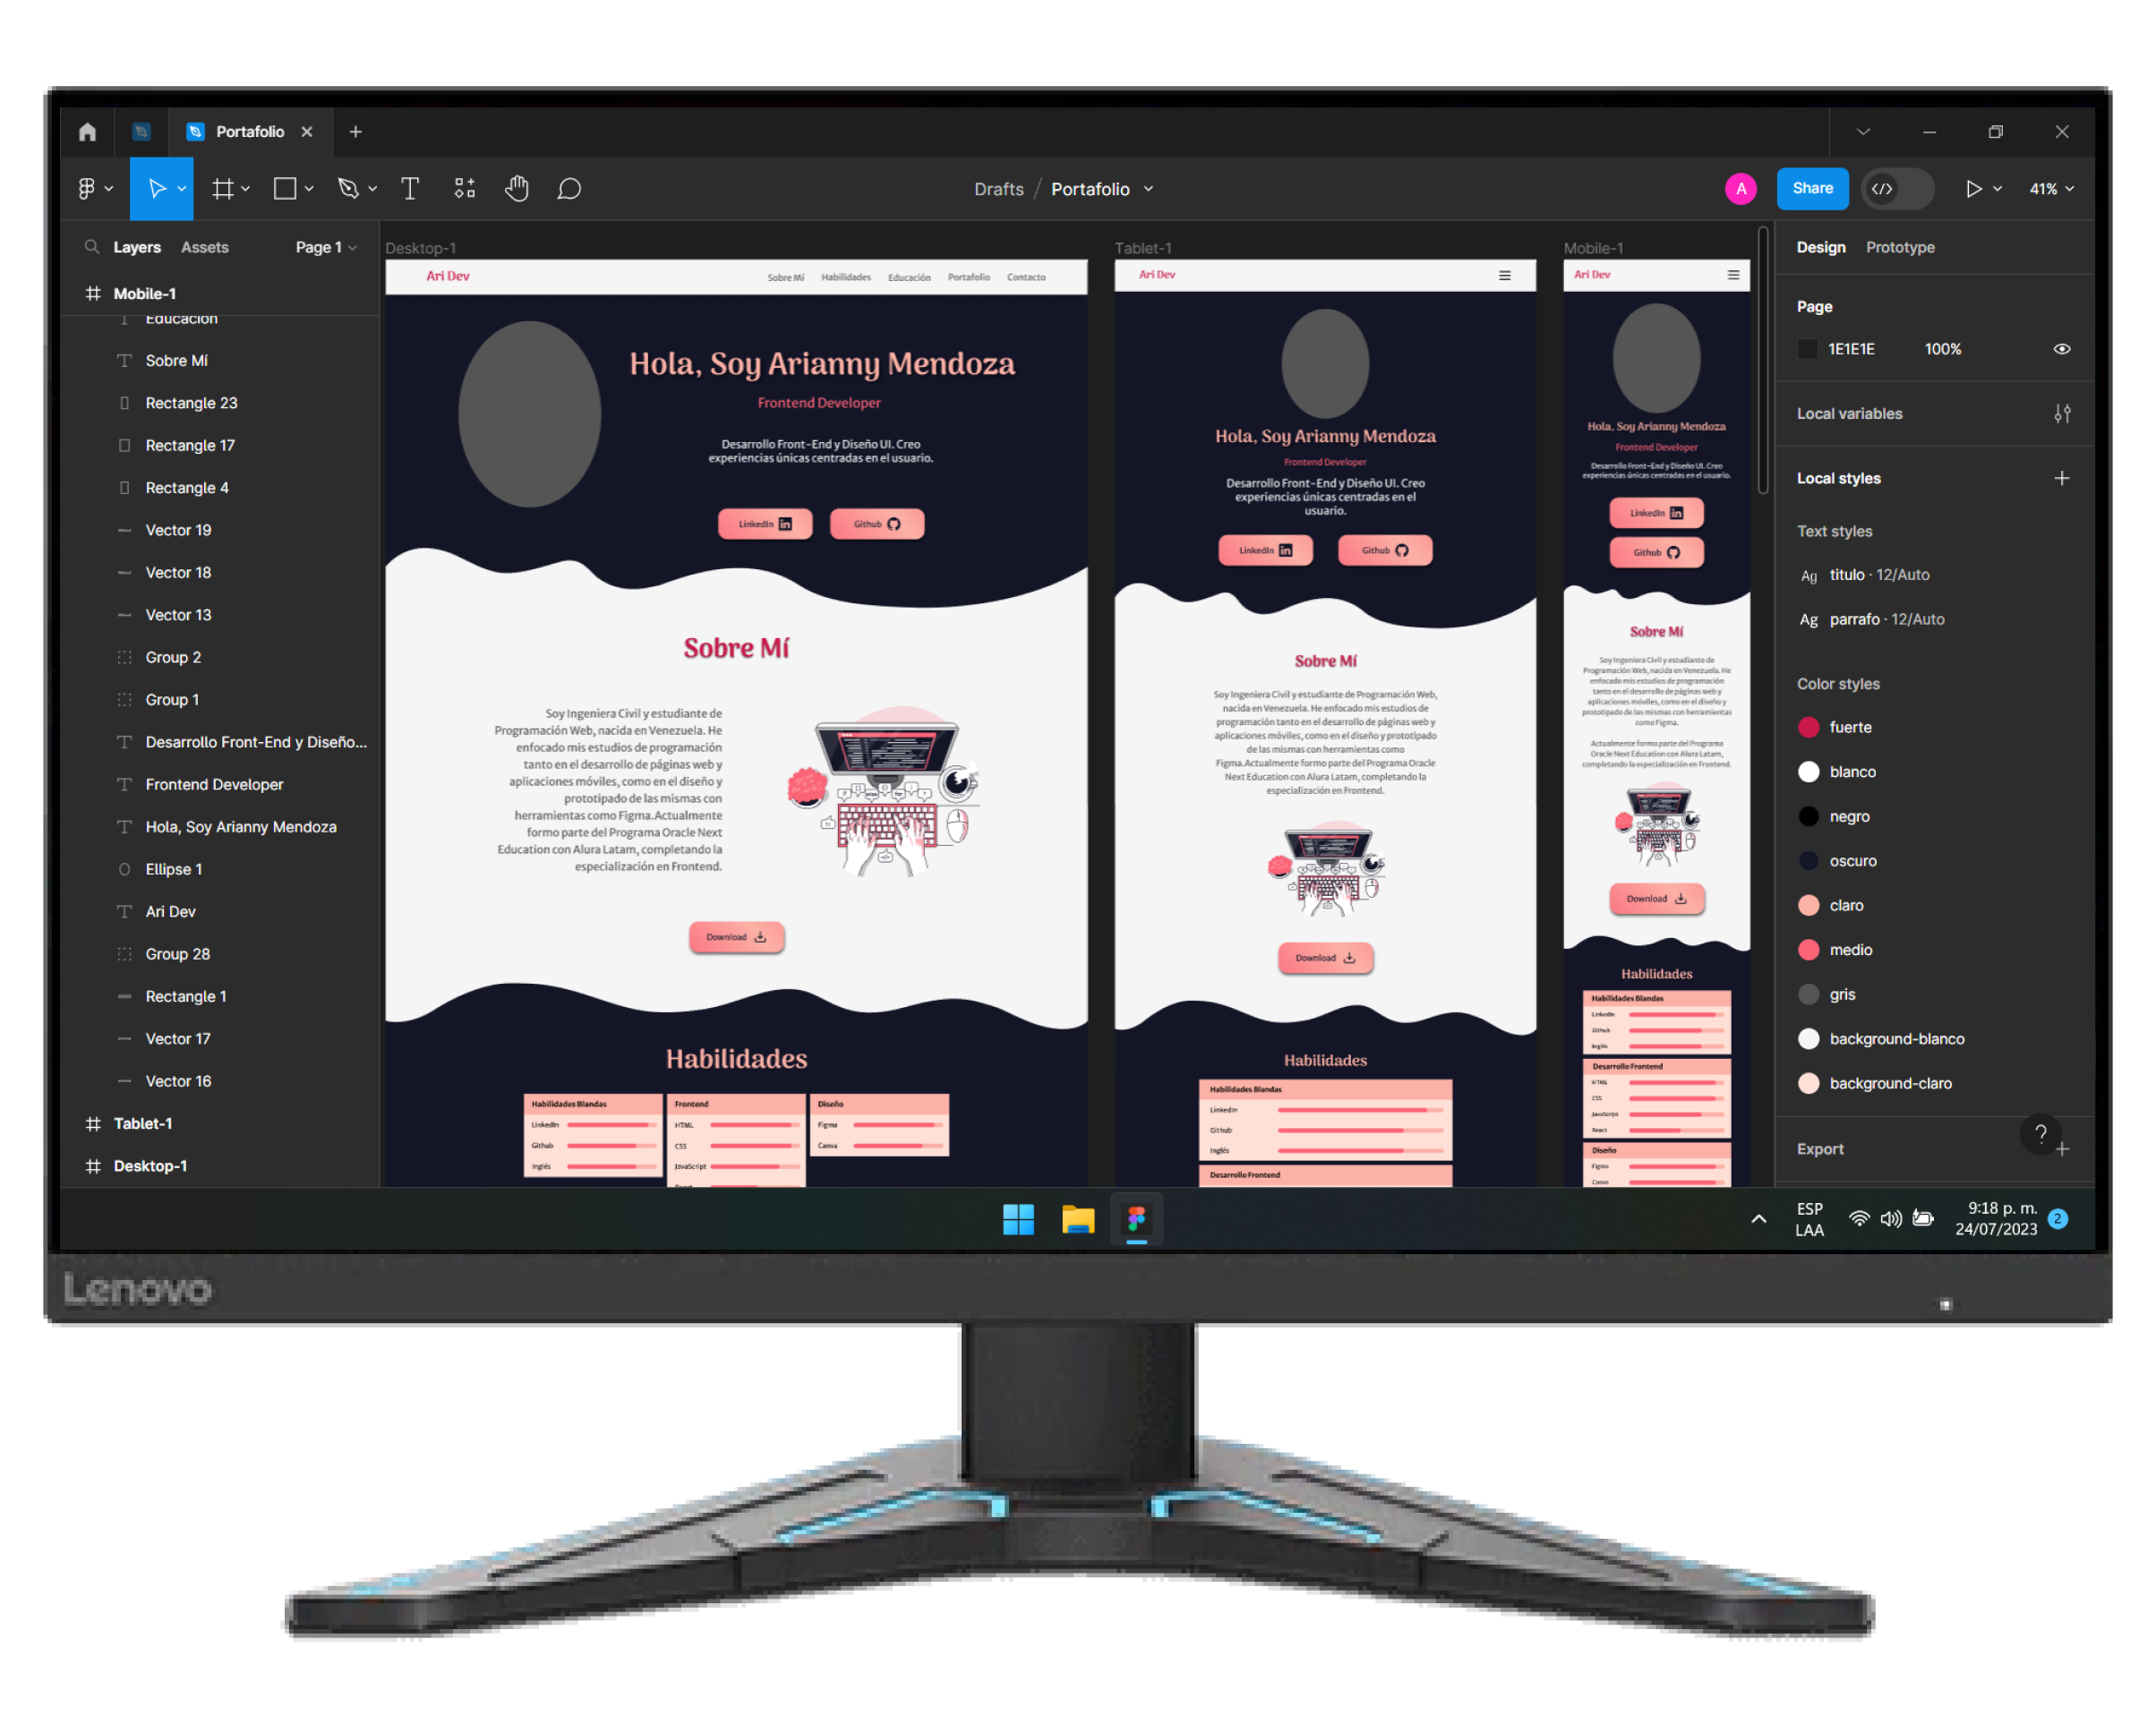 Portafolio
Drafts / Portafolio
A
Share
41%
Layers
Assets
Page 1
Mobile-1
Educación
Sobre Mí
Rectangle 23
Rectangle 17
Rectangle 4
Vector 19
Vector 18
Vector 13
Group 2
Group 1
Desarrollo Front-End y Diseño...
Frontend Developer
Hola, Soy Arianny Mendoza
Ellipse 1
Ari Dev
Group 28
Rectangle 1
Vector 17
Vector 16
Tablet-1
Desktop-1
Desktop-1
Ari Dev
Sobre Mí
Habilidades
Educación
Portafolio
Contacto
Hola, Soy Arianny Mendoza
Frontend Developer
Desarrollo Front-End y Diseño UI. Creo
experiencias únicas centradas en el usuario.
LinkedIn
Github
Sobre Mí
Soy Ingeniera Civil y estudiante de
Programación Web, nacida en Venezuela. He
enfocado mis estudios de programación
tanto en el desarrollo de páginas web y
aplicaciones móviles, como en el diseño y
prototipado de las mismas con
herramientas como Figma.Actualmente
formo parte del Programa Oracle Next
Education con Alura Latam, completando la
especialización en Frontend.
Download
Habilidades
Habilidades Blandas
LinkedIn
Github
Inglés
Frontend
HTML
CSS
JavaScript
React
Diseño
Figma
Canva
Tablet-1
Ari Dev
Hola, Soy Arianny Mendoza
Frontend Developer
Desarrollo Front-End y Diseño UI. Creo
experiencias únicas centradas en el
usuario.
LinkedIn
Github
Sobre Mí
Soy Ingeniera Civil y estudiante de Programación Web,
nacida en Venezuela. He enfocado mis estudios de
programación tanto en el desarrollo de páginas web y
aplicaciones móviles, como en el diseño y prototipado
de las mismas con herramientas como
Figma.Actualmente formo parte del Programa Oracle
Next Education con Alura Latam, completando la
especialización en Frontend.
Download
Habilidades
Habilidades Blandas
LinkedIn
Github
Inglés
Desarrollo Frontend
Mobile-1
Ari Dev
Hola, Soy Arianny Mendoza
Frontend Developer
Desarrollo Front-End y Diseño UI. Creo
experiencias únicas centradas en el usuario.
LinkedIn
Github
Sobre Mí
Soy Ingeniera Civil y estudiante de
Programación Web, nacida en Venezuela. He
enfocado mis estudios de programación
tanto en el desarrollo de páginas web y
aplicaciones móviles, como en el diseño y
prototipado de las mismas con herramientas
como Figma.
Actualmente formo parte del Programa
Oracle Next Education con Alura Latam,
completando la especialización en Frontend.
Download
Habilidades
Habilidades Blandas
LinkedIn
Github
Inglés
Desarrollo Frontend
HTML
CSS
JavaScript
React
Diseño
Figma
Canva
Design
Prototype
Page
1E1E1E
100%
Local variables
Local styles
Text styles
Ag titulo · 12/Auto
Ag parrafo · 12/Auto
Color styles
fuerte
blanco
negro
oscuro
claro
medio
gris
background-blanco
background-claro
Export
?
ESP
LAA
9:18 p. m.
24/07/2023
2
Lenovo